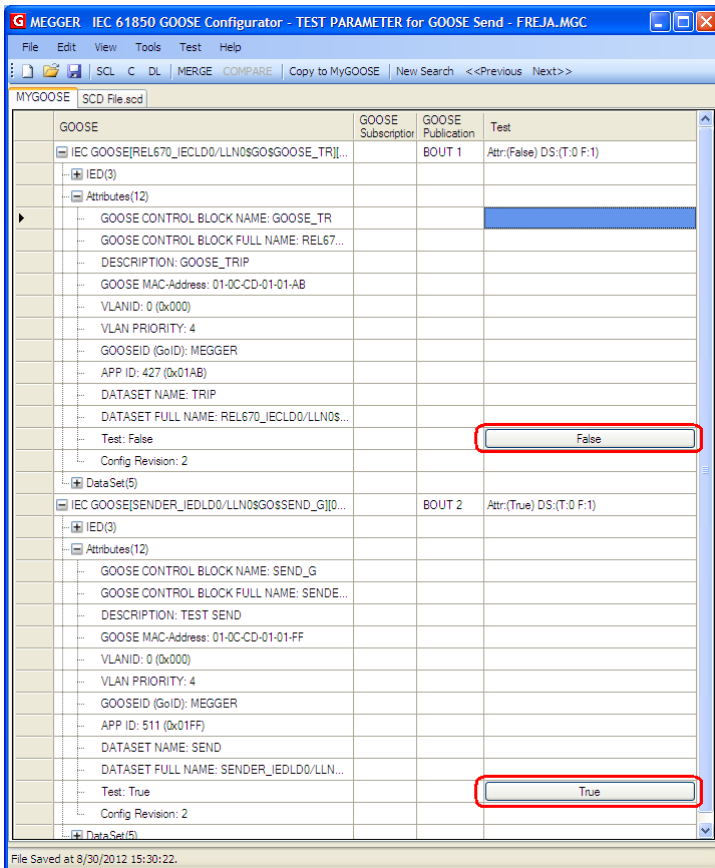 G MEGGER IEC 61850 GOOSE Configurator - TEST PARAMETER for GOOSE Send - FREJA.MGC
File Edit View Tools Test Help
SCL C DL MERGE COMPARE Copy to MyGOOSE New Search <<Previous Next>>
MYGOOSE SCD File.scd
GOOSE GOOSE Subscription GOOSE Publication Test
IEC GOOSE[REL670_IECLD0/LLN0$GO$GOOSE_TR][... BOUT 1 Attr:(False) DS:(T:0 F:1)
IED(3)
Attributes(12)
GOOSE CONTROL BLOCK NAME: GOOSE_TR
GOOSE CONTROL BLOCK FULL NAME: REL67...
DESCRIPTION: GOOSE_TRIP
GOOSE MAC-Address: 01-0C-CD-01-01-AB
VLANID: 0 (0x000)
VLAN PRIORITY: 4
GOOSEID (GoID): MEGGER
APP ID: 427 (0x01AB)
DATASET NAME: TRIP
DATASET FULL NAME: REL670_IECLD0/LLN0$...
Test: False False
Config Revision: 2
DataSet(5)
IEC GOOSE[SENDER_IEDLD0/LLN0$GO$SEND_G][0... BOUT 2 Attr:(True) DS:(T:0 F:1)
IED(3)
Attributes(12)
GOOSE CONTROL BLOCK NAME: SEND_G
GOOSE CONTROL BLOCK FULL NAME: SENDE...
DESCRIPTION: TEST SEND
GOOSE MAC-Address: 01-0C-CD-01-01-FF
VLANID: 0 (0x000)
VLAN PRIORITY: 4
GOOSEID (GoID): MEGGER
APP ID: 511 (0x01FF)
DATASET NAME: SEND
DATASET FULL NAME: SENDER_IEDLD0/LLN...
Test: True True
Config Revision: 2
DataSet(5)
File Saved at 8/30/2012 15:30:22.